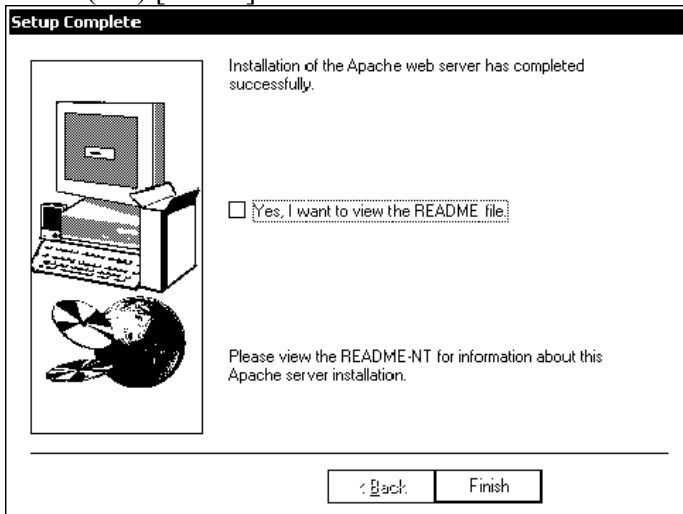 Setup Complete
Installation of the Apache web server has completed
successfully.
Yes, I want to view the README file.
Please view the README-NT for information about this
Apache server installation.
< Back
Finish